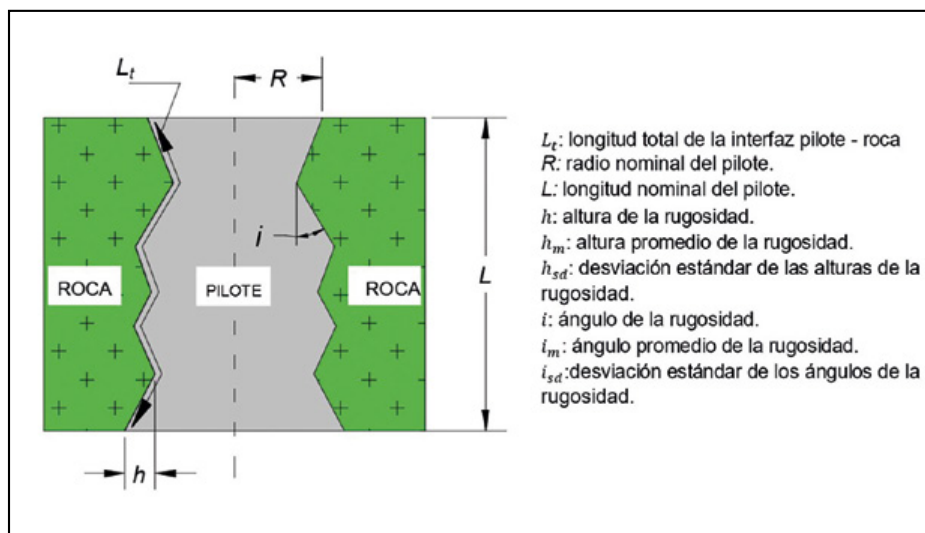 Lt
R
Lt: longitud total de la interfaz pilote - roca
R: radio nominal del pilote.
L: longitud nominal del pilote.
h: altura de la rugosidad.
hm: altura promedio de la rugosidad.
hsd: desviación estándar de las alturas de la
rugosidad.
i: ángulo de la rugosidad.
im: ángulo promedio de la rugosidad.
isd:desviación estándar de los ángulos de la
rugosidad.
i
L
ROCA
PILOTE
ROCA
h